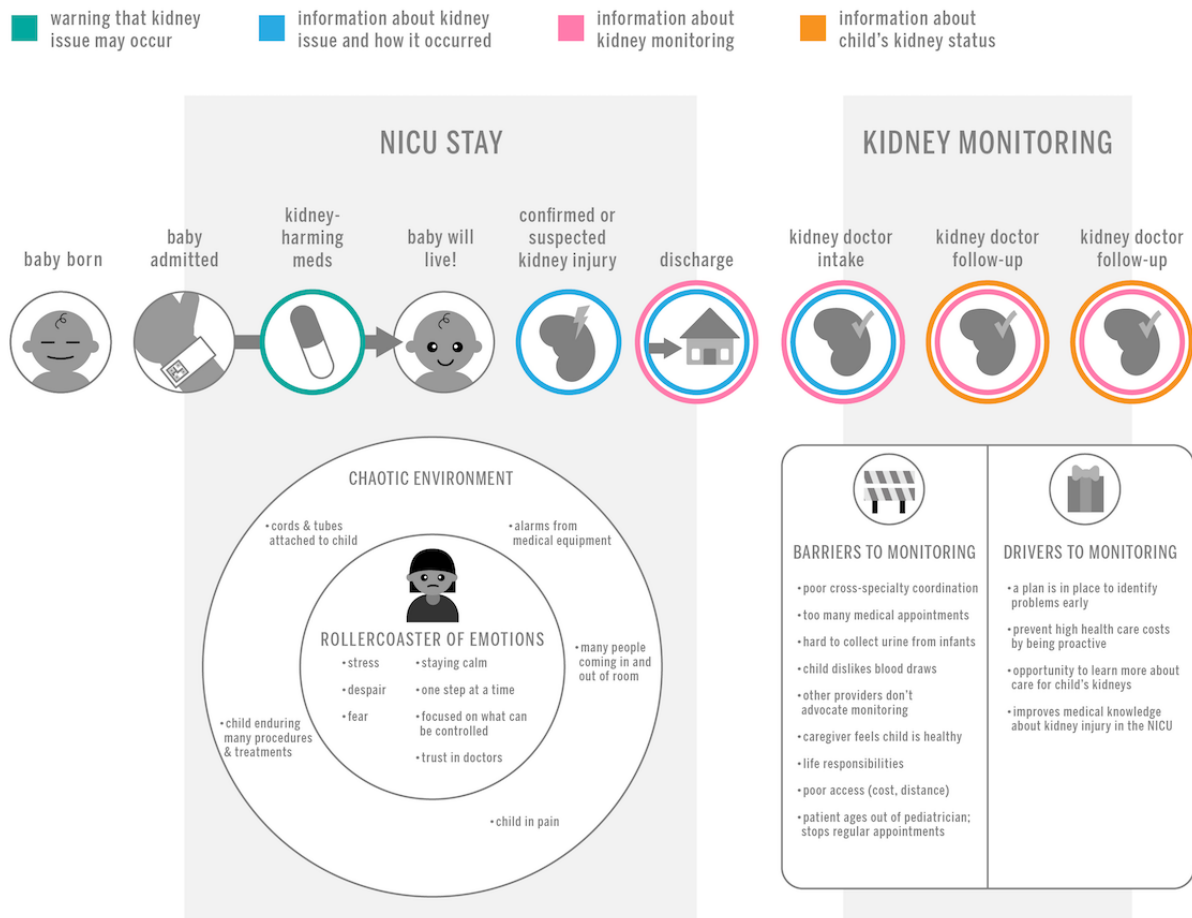 warning that kidney
issue may occur
information about kidney
issue and how it occurred
information about
kidney monitoring
information about
child's kidney status
NICU STAY
KIDNEY MONITORING
baby born
baby
admitted
kidney-
harming
meds
baby will
live!
confirmed or
suspected
kidney injury
discharge
kidney doctor
intake
kidney doctor
follow-up
kidney doctor
follow-up
CHAOTIC ENVIRONMENT
• cords & tubes
attached to child
• alarms from
medical equipment
• many people
coming in and
out of room
• child enduring
many procedures
& treatments
• child in pain
ROLLERCOASTER OF EMOTIONS
• stress
• despair
• fear
• staying calm
• one step at a time
• focused on what can
be controlled
• trust in doctors
BARRIERS TO MONITORING
• poor cross-specialty coordination
• too many medical appointments
• hard to collect urine from infants
• child dislikes blood draws
• other providers don't
advocate monitoring
• caregiver feels child is healthy
• life responsibilities
• poor access (cost, distance)
• patient ages out of pediatrician;
stops regular appointments
DRIVERS TO MONITORING
• a plan is in place to identify
problems early
• prevent high health care costs
by being proactive
• opportunity to learn more about
care for child's kidneys
• improves medical knowledge
about kidney injury in the NICU